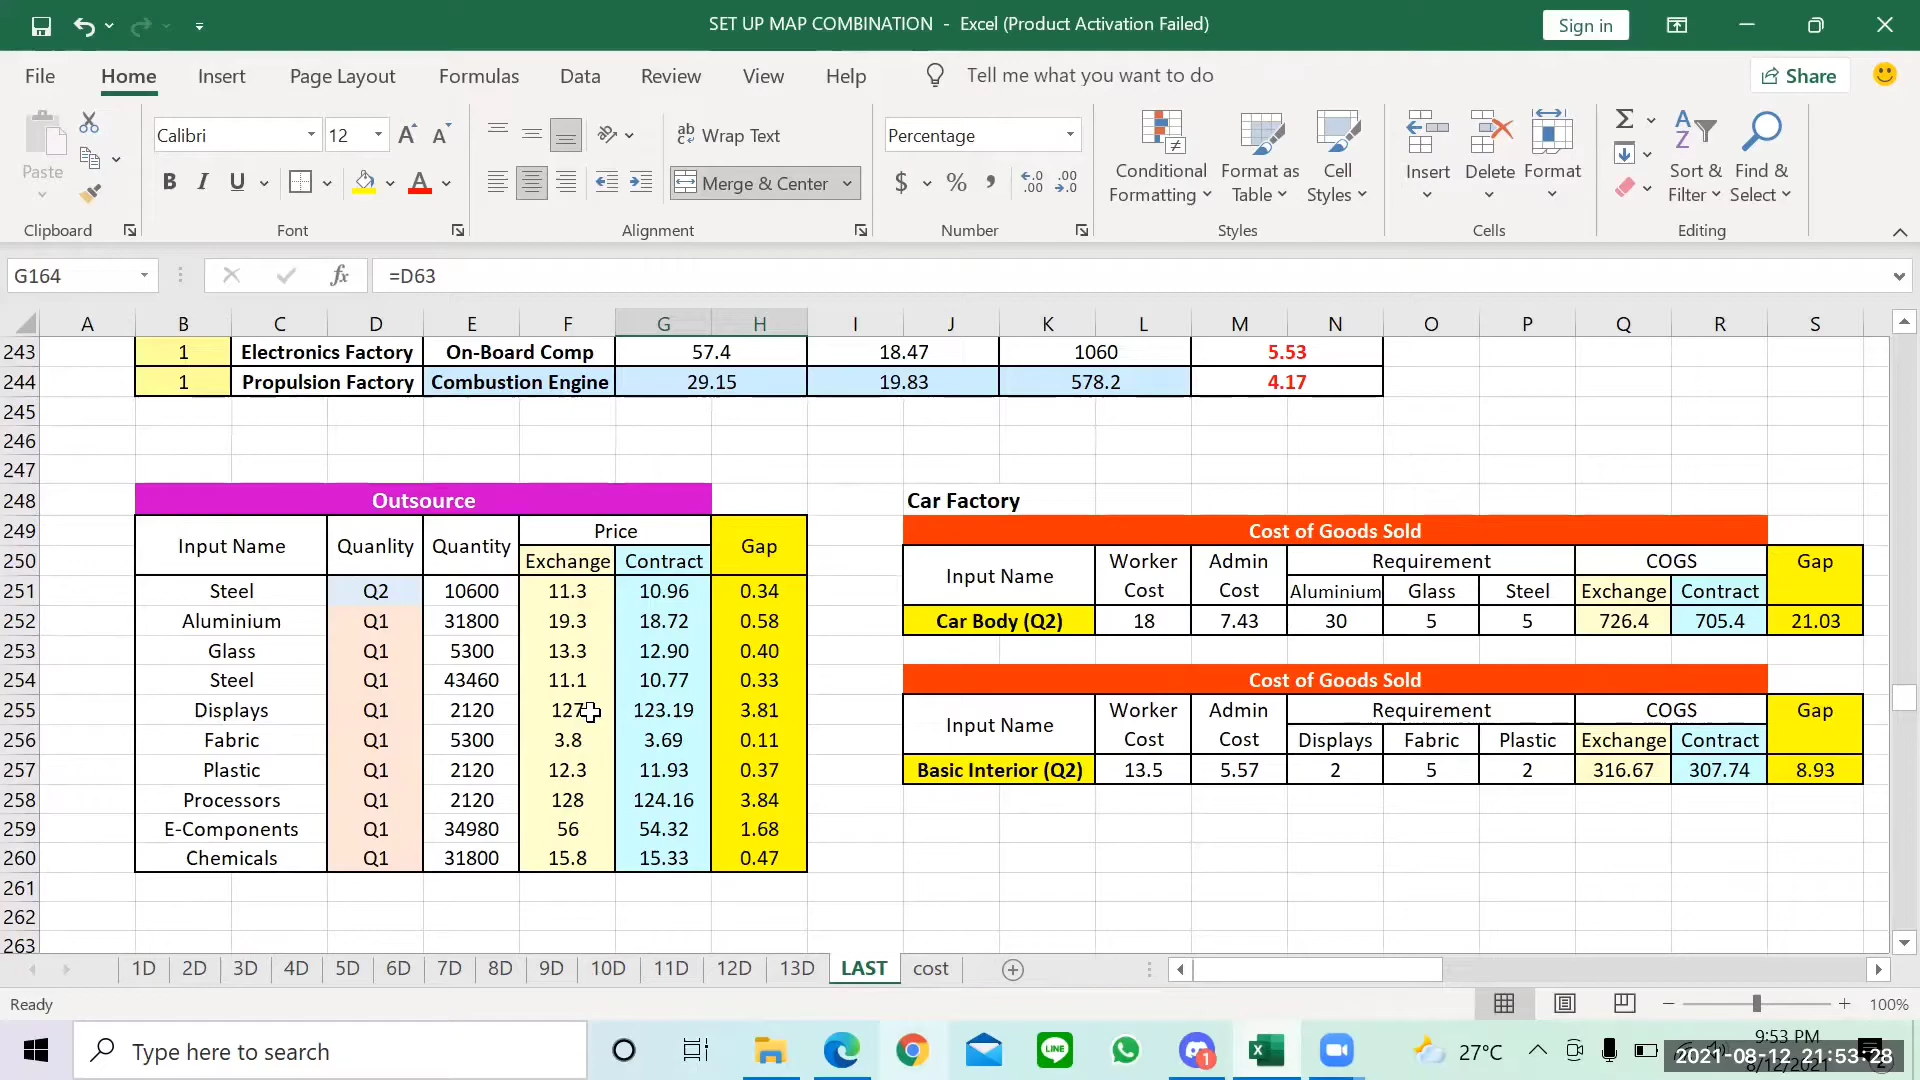 SET UP MAP COMBINATION - Excel (Product Activation Failed)
Sign in
File Home Insert Page Layout Formulas Data Review View Help Tell me what you want to do Share
Paste
Calibri 12
Wrap Text
Merge & Center
Percentage
Conditional Formatting
Format as Table
Cell Styles
Insert Delete Format
Sort & Filter
Find & Select
Clipboard Font Alignment Number Styles Cells Editing
G164 fx =D63
A B C D E F G H I J K L M N O P Q R S
243 1 Electronics Factory On-Board Comp 57.4 18.47 1060 5.53
244 1 Propulsion Factory Combustion Engine 29.15 19.83 578.2 4.17
245
246
247
248 Outsource Car Factory
249 Input Name Quanlity Quantity Price Gap Cost of Goods Sold
250 Exchange Contract Input Name Worker Cost Admin Cost Requirement COGS Gap
251 Steel Q2 10600 11.3 10.96 0.34 Aluminium Glass Steel Exchange Contract
252 Aluminium Q1 31800 19.3 18.72 0.58 Car Body (Q2) 18 7.43 30 5 5 726.4 705.4 21.03
253 Glass Q1 5300 13.3 12.90 0.40
254 Steel Q1 43460 11.1 10.77 0.33 Cost of Goods Sold
255 Displays Q1 2120 127 123.19 3.81 Input Name Worker Cost Admin Cost Requirement COGS Gap
256 Fabric Q1 5300 3.8 3.69 0.11 Displays Fabric Plastic Exchange Contract
257 Plastic Q1 2120 12.3 11.93 0.37 Basic Interior (Q2) 13.5 5.57 2 5 2 316.67 307.74 8.93
258 Processors Q1 2120 128 124.16 3.84
259 E-Components Q1 34980 56 54.32 1.68
260 Chemicals Q1 31800 15.8 15.33 0.47
261
262
263
1D 2D 3D 4D 5D 6D 7D 8D 9D 10D 11D 12D 13D LAST cost
Ready 100%
Type here to search
27°C
9:53 PM
8/12/2021
2021-08-12 21:53:28